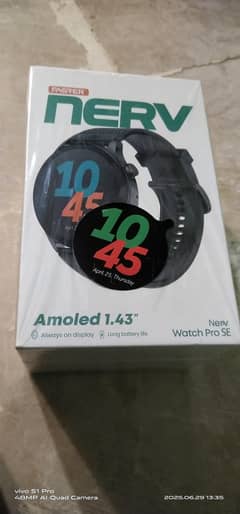 FASTER
NERV
10
45
10
45
April 25, Thursday
Amoled 1.43"
Always on display
Long battery life
Nerv
Watch Pro SE
vivo S1 Pro
48MP AI Quad Camera
2025.06.29 13:35